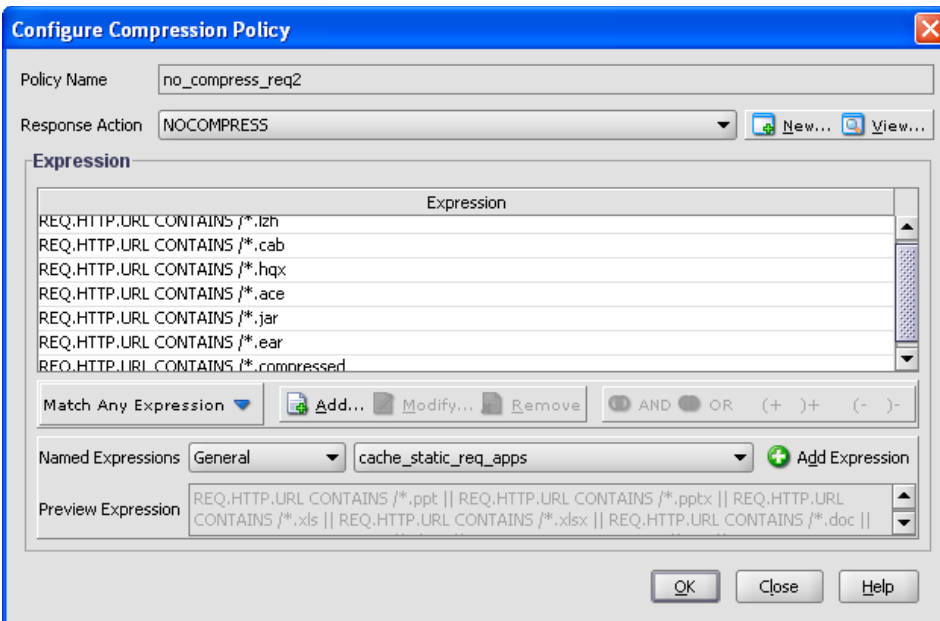 Configure Compression Policy
Policy Name no_compress_req2
Response Action NOCOMPRESS New... View...
Expression
Expression
REQ.HTTP.URL CONTAINS /*.lzh
REQ.HTTP.URL CONTAINS /*.cab
REQ.HTTP.URL CONTAINS /*.hqx
REQ.HTTP.URL CONTAINS /*.ace
REQ.HTTP.URL CONTAINS /*.jar
REQ.HTTP.URL CONTAINS /*.ear
REQ.HTTP.URL CONTAINS /*.compressed
Match Any Expression Add... Modify... Remove AND OR (+ )+ (- )-
Named Expressions General cache_static_req_apps Add Expression
Preview Expression REQ.HTTP.URL CONTAINS /*.ppt || REQ.HTTP.URL CONTAINS /*.pptx || REQ.HTTP.URL
CONTAINS /*.xls || REQ.HTTP.URL CONTAINS /*.xlsx || REQ.HTTP.URL CONTAINS /*.doc ||
OK Close Help